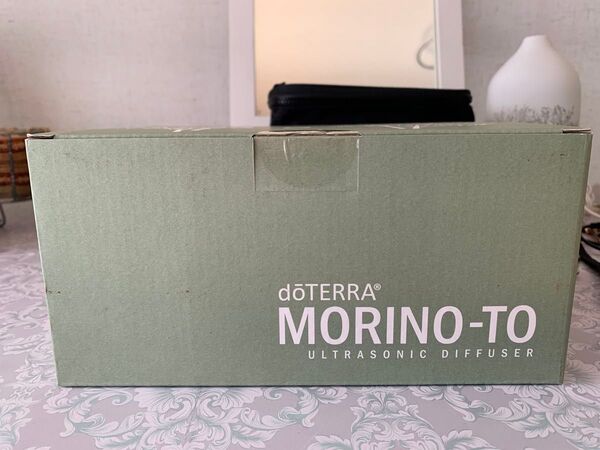 dōTERRA®
MORINO-TO
ULTRASONIC DIFFUSER